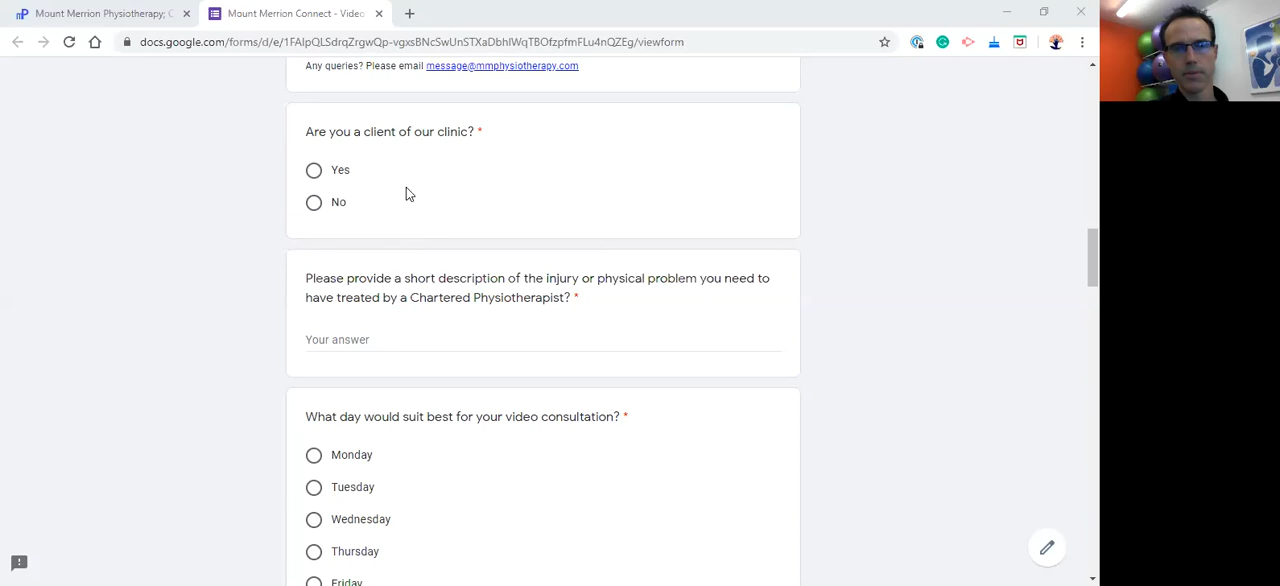 Mount Merrion Physiotherapy; C
Mount Merrion Connect - Video
docs.google.com/forms/d/e/1FAIpQLSdrqZrgwQp-vgxsBNcSwUnSTXaDbhlWqTBOfzpfmFLu4nQZEg/viewform
Any queries? Please email message@mmphysiotherapy.com
Are you a client of our clinic? *
Yes
No
Please provide a short description of the injury or physical problem you need to
have treated by a Chartered Physiotherapist? *
Your answer
What day would suit best for your video consultation? *
Monday
Tuesday
Wednesday
Thursday
Friday